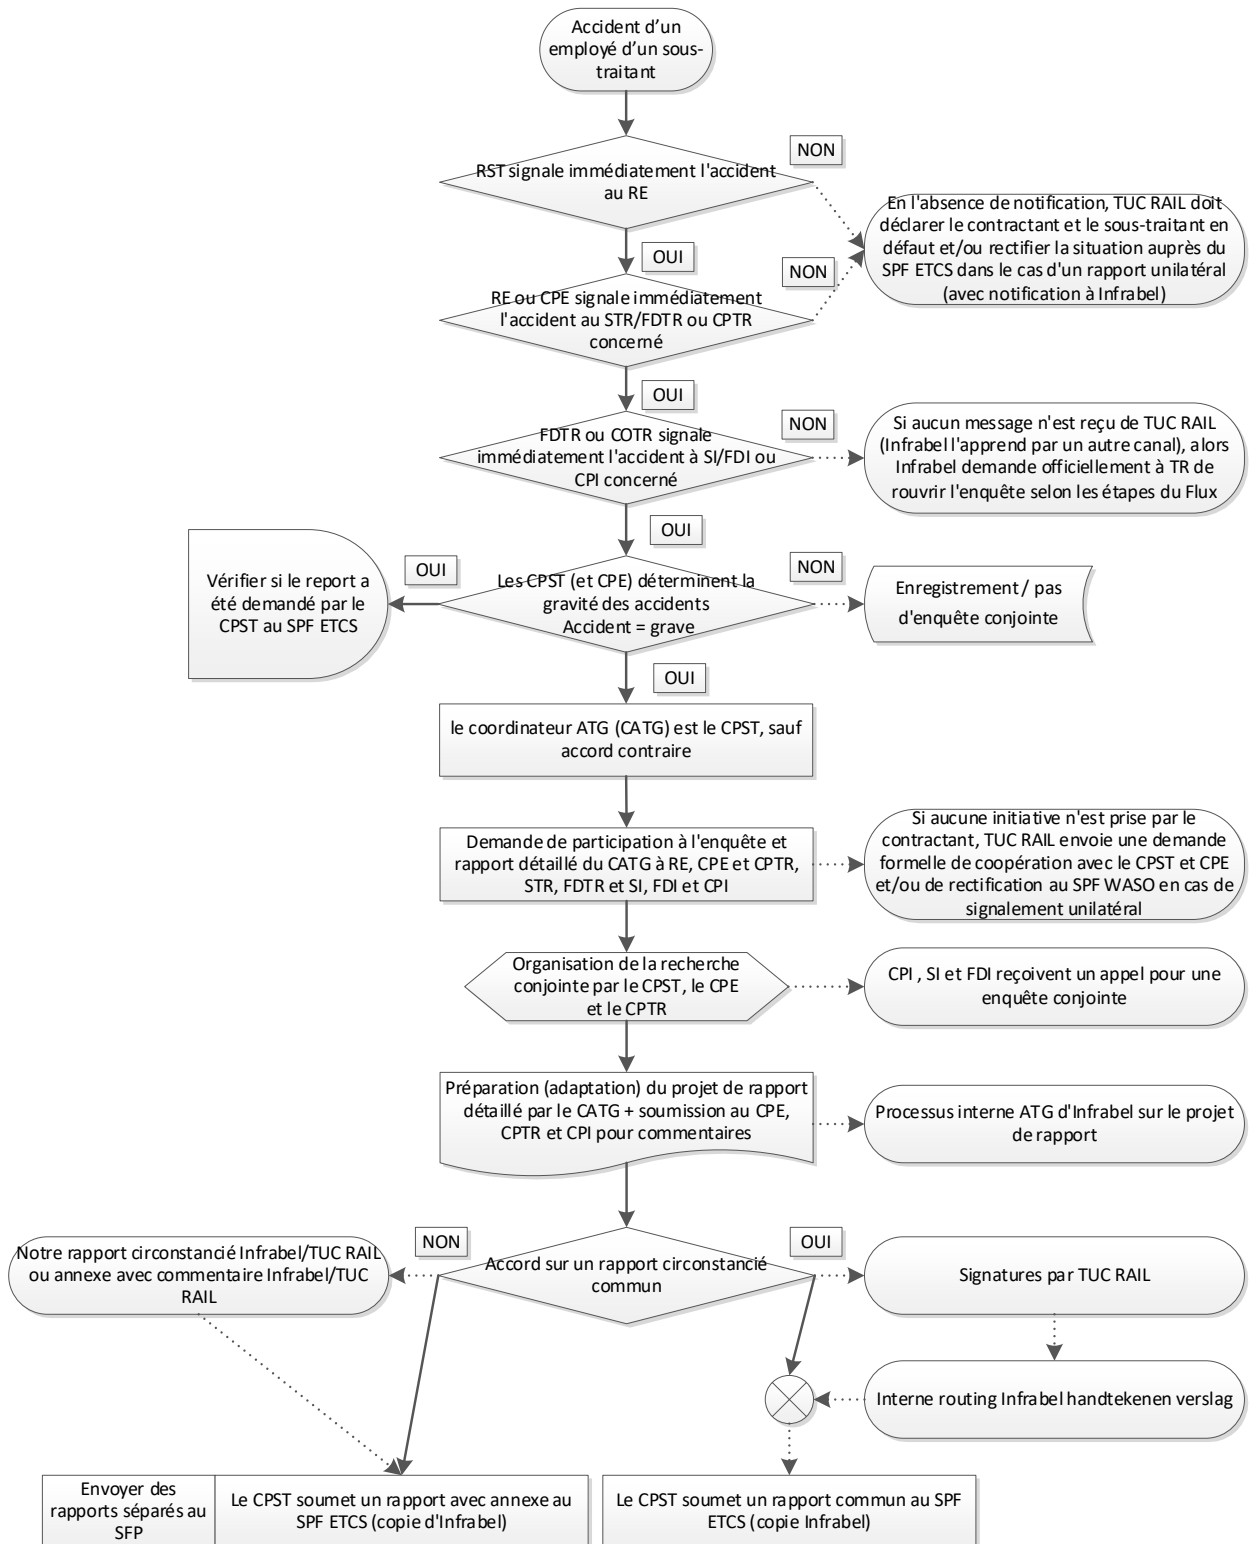 Accident d’un
employé d’un sous-
traitant
NON
RST signale immédiatement l'accident
au RE
En l'absence de notification, TUC RAIL doit
déclarer le contractant et le sous-traitant en
défaut et/ou rectifier la situation auprès du
SPF ETCS dans le cas d'un rapport unilatéral
(avec notification à Infrabel)
OUI
NON
RE ou CPE signale immédiatement
l'accident au STR/FDTR ou CPTR
concerné
OUI
NON
FDTR ou COTR signale
immédiatement l'accident à SI/FDI ou
CPI concerné
Si aucun message n'est reçu de TUC RAIL
(Infrabel l'apprend par un autre canal), alors
Infrabel demande officiellement à TR de
rouvrir l'enquête selon les étapes du Flux
OUI
Vérifier si le report a
été demandé par le
CPST au SPF ETCS
OUI
Les CPST (et CPE) déterminent la
gravité des accidents
Accident = grave
NON
Enregistrement / pas
d'enquête conjointe
OUI
le coordinateur ATG (CATG) est le CPST, sauf
accord contraire
Demande de participation à l'enquête et
rapport détaillé du CATG à RE, CPE et CPTR,
STR, FDTR et SI, FDI et CPI
Si aucune initiative n'est prise par le
contractant, TUC RAIL envoie une demande
formelle de coopération avec le CPST et CPE
et/ou de rectification au SPF WASO en cas de
signalement unilatéral
Organisation de la recherche
conjointe par le CPST, le CPE
et le CPTR
CPI , SI et FDI reçoivent un appel pour une
enquête conjointe
Préparation (adaptation) du projet de rapport
détaillé par le CATG + soumission au CPE,
CPTR et CPI pour commentaires
Processus interne ATG d'Infrabel sur le projet
de rapport
Notre rapport circonstancié Infrabel/TUC RAIL
ou annexe avec commentaire Infrabel/TUC
RAIL
NON
Accord sur un rapport circonstancié
commun
OUI
Signatures par TUC RAIL
Interne routing Infrabel handtekenen verslag
Envoyer des
rapports séparés au
SFP
Le CPST soumet un rapport avec annexe au
SPF ETCS (copie d'Infrabel)
Le CPST soumet un rapport commun au SPF
ETCS (copie Infrabel)